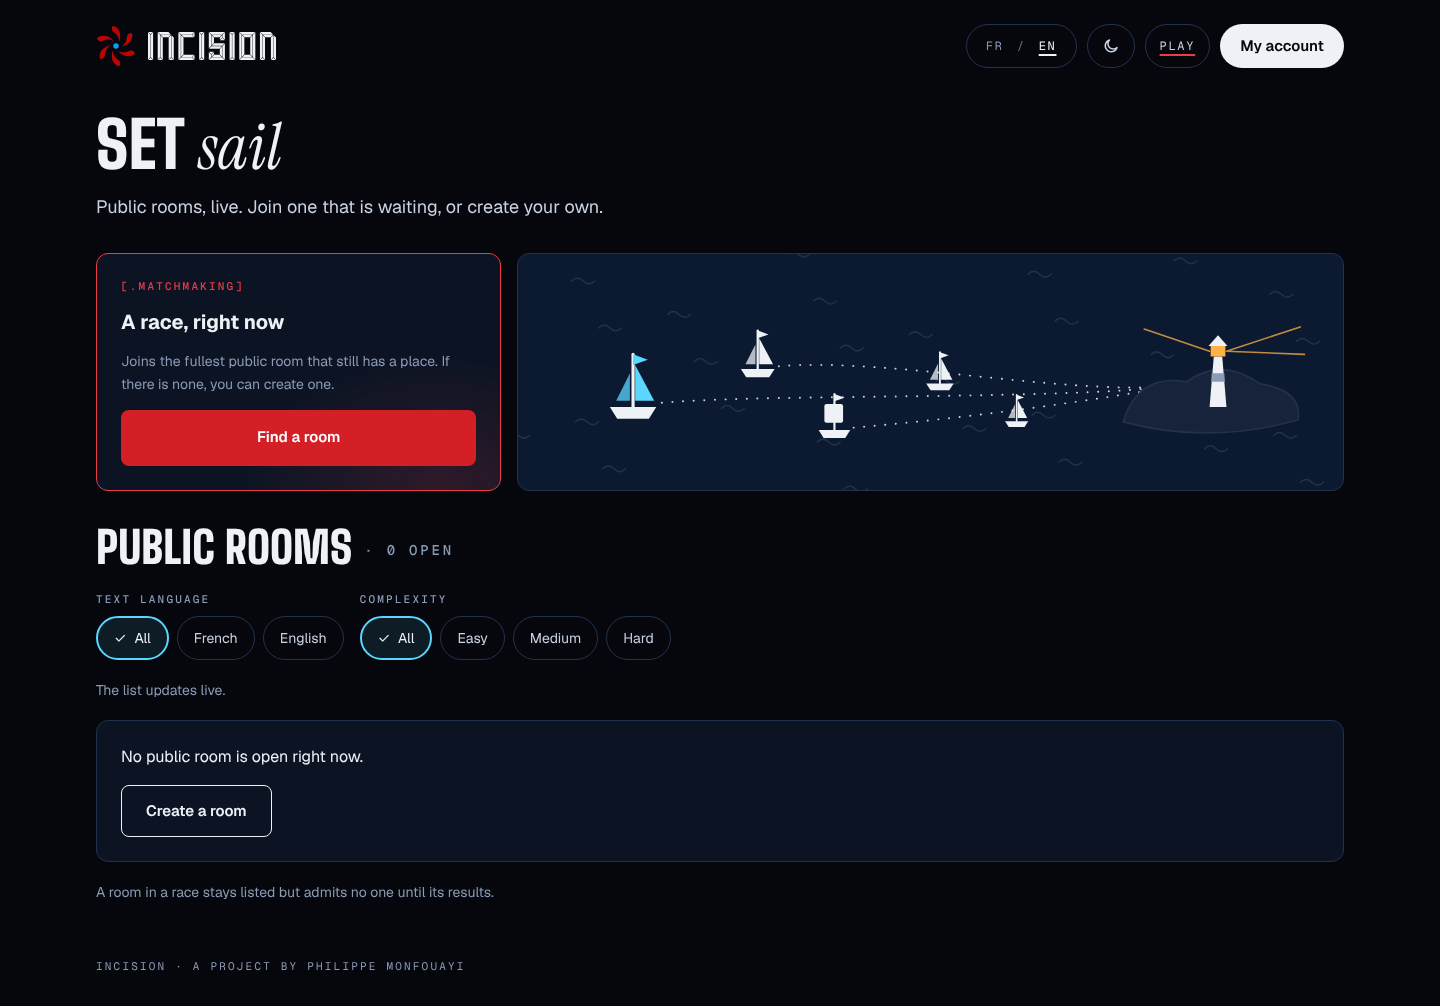 INCISION
FR / EN
PLAY
My account
SET sail
Public rooms, live. Join one that is waiting, or create your own.
[.MATCHMAKING]
A race, right now
Joins the fullest public room that still has a place. If
there is none, you can create one.
Find a room
PUBLIC ROOMS · 0 OPEN
TEXT LANGUAGE
All
French
English
COMPLEXITY
All
Easy
Medium
Hard
The list updates live.
No public room is open right now.
Create a room
A room in a race stays listed but admits no one until its results.
INCISION · A PROJECT BY PHILIPPE MONFOUAYI